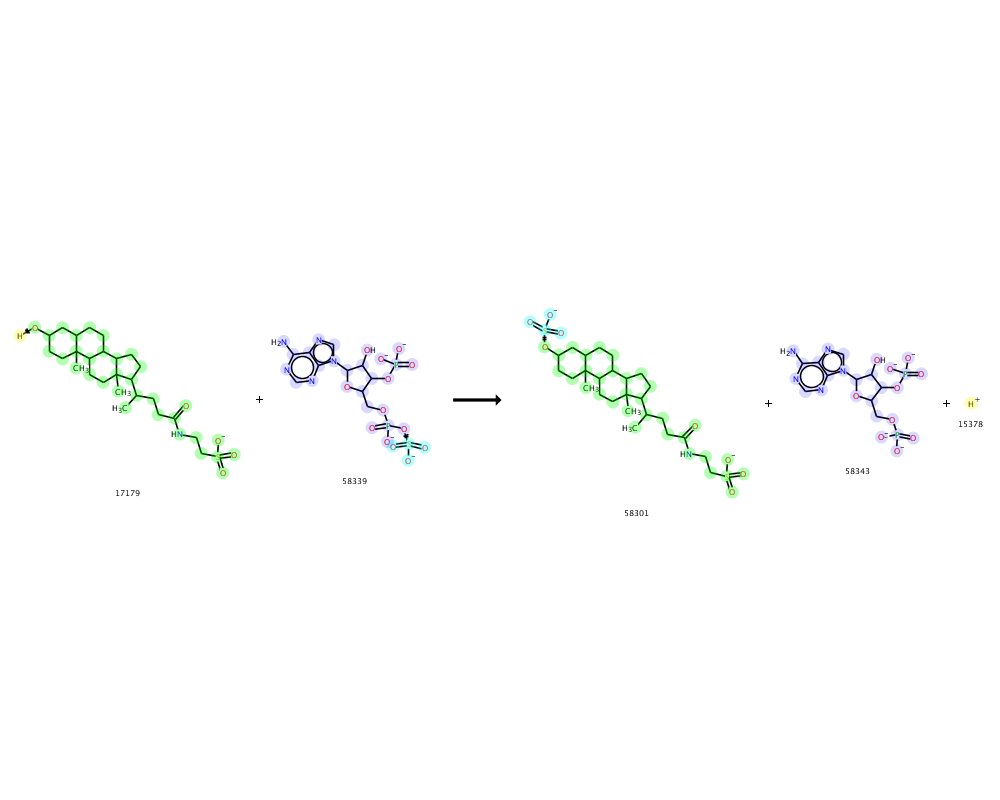 H O CH3 CH3 H3C O HN O- S O O
17179
+
H2N N N N N OH O- O- P O O O O P O O- O S O O-
58339
O- O S O O CH3 CH3 H3C O HN O- S O O
58301
+
H2N N N N N OH O- O- P O O O O O- P O O-
58343
+
H+
15378